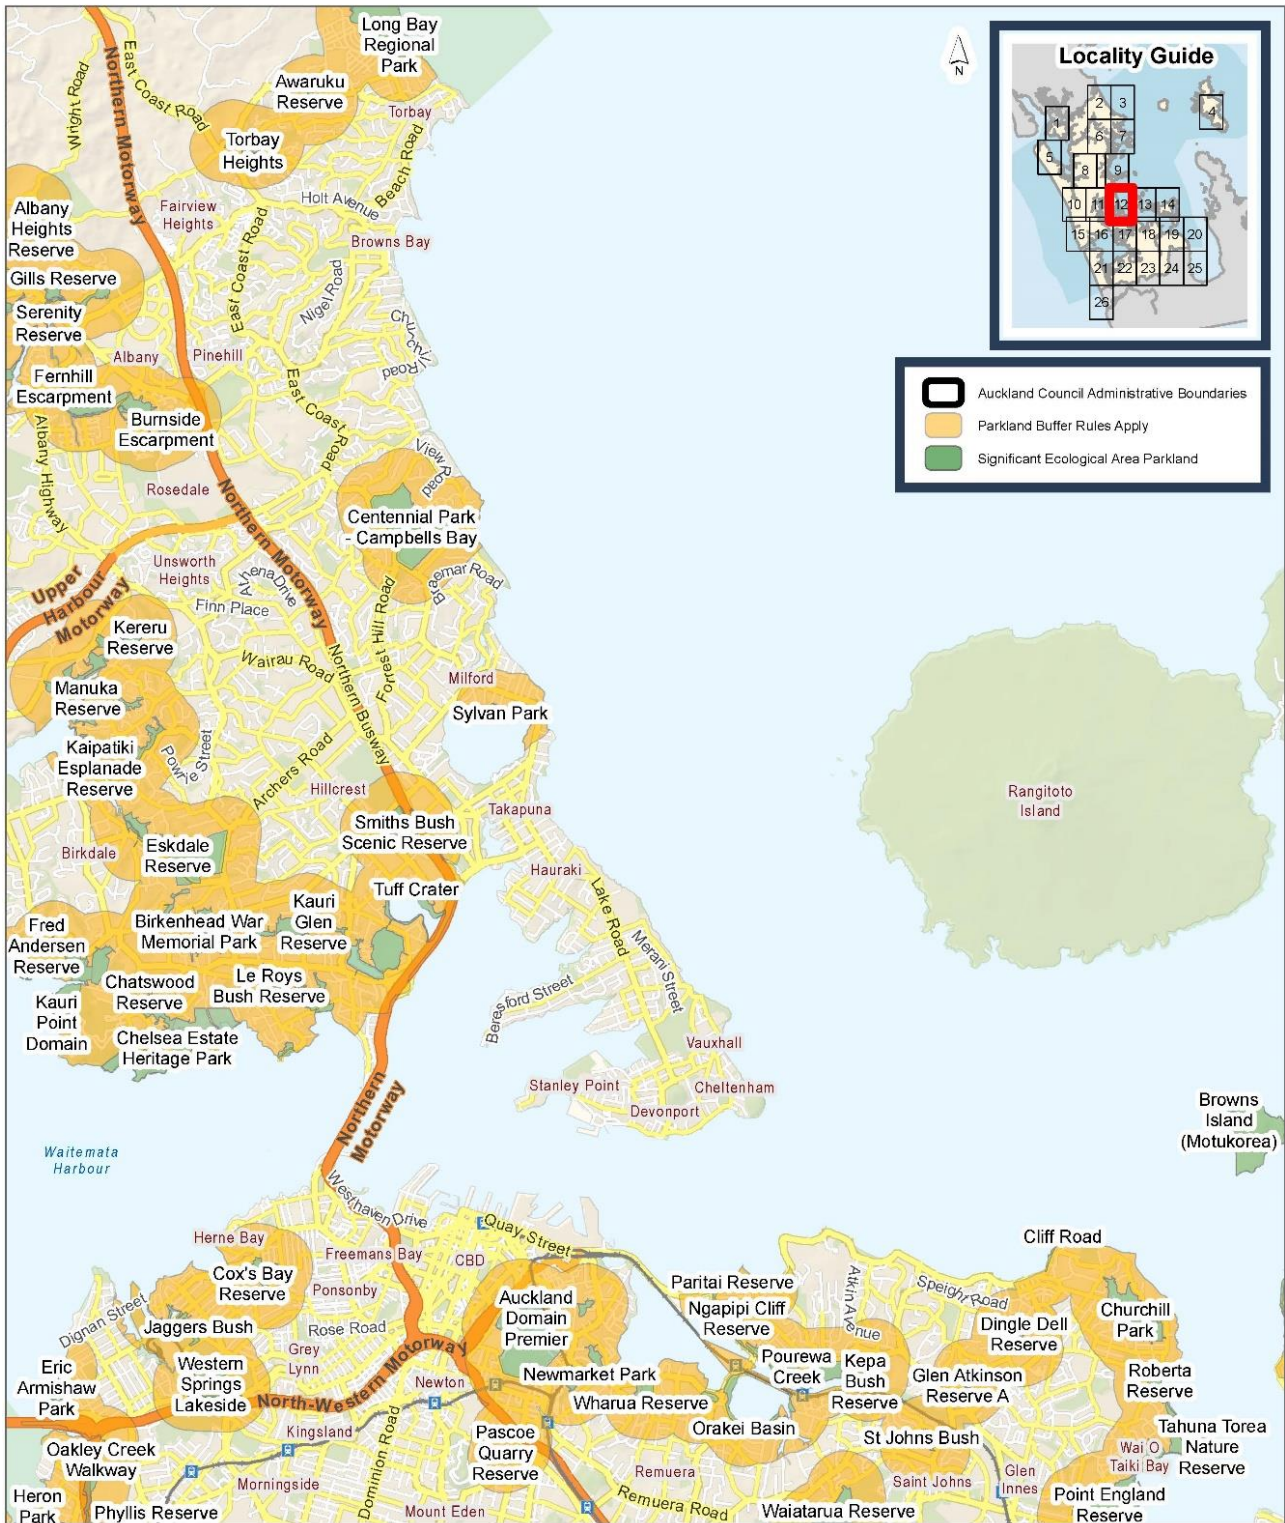 Long Bay
Regional
Park
Awaruku
Reserve
Torbay
Torbay
Heights
East Coast Road
Wright Road
Northern Motorway
Beach Road
Holt Avenue
Fairview
Heights
Albany
Heights
Reserve
Browns Bay
East Coast Road
Nigel Road
Gills Reserve
Serenity
Reserve
Albany
Pinehill
Fernhill
Escarpment
Burnside
Escarpment
East Coast Road
View Road
Albany Highway
Rosedale
Northern Motorway
Centennial Park
- Campbells Bay
Unsworth
Heights
Athena Drive
Braemar Road
Upper
Harbour
Motorway
Finn Place
Forrest Hill Road
Kereru
Reserve
Wairau Road
Northern Busway
Milford
Manuka
Reserve
Sylvan Park
Kaipatiki
Esplanade
Reserve
Archers Road
Hillcrest
Takapuna
Smiths Bush
Scenic Reserve
Birkdale
Eskdale
Reserve
Hauraki
Lake Road
Tuff Crater
Kauri
Glen
Reserve
Birkenhead War
Memorial Park
Fred
Andersen
Reserve
Merani Street
Chatswood
Reserve
Le Roys
Bush Reserve
Beresford Street
Kauri
Point
Domain
Chelsea Estate
Heritage Park
Vauxhall
Stanley Point
Cheltenham
Devonport
Northern
Motorway
Rangitoto
Island
Browns
Island
(Motukorea)
Waitemata
Harbour
Westhaven Drive
Quay Street
Herne Bay
Freemans Bay
CBD
Cliff Road
Cox's Bay
Reserve
Ponsonby
Paritai Reserve
Atkin Avenue
Speight Road
Dignan Street
Jaggers Bush
Rose Road
Auckland
Domain
Premier
Ngapipi Cliff
Reserve
Dingle Dell
Reserve
Churchill
Park
Grey
Lynn
Western
Springs
Lakeside
North-Western Motorway
Eric
Armishaw
Park
Newton
Newmarket Park
Pourewa
Creek
Kepa
Bush
Reserve
Glen Atkinson
Reserve A
Roberta
Reserve
Wharua Reserve
Kingsland
Dominion Road
Orakei Basin
St Johns Bush
Tahuna Torea
Nature
Reserve
Oakley Creek
Walkway
Pascoe
Quarry
Reserve
Wai O
Taiki Bay
Morningside
Remuera
Saint Johns
Glen
Innes
Heron
Park
Phyllis Reserve
Mount Eden
Remuera Road
Waiatarua Reserve
Point England
Reserve
N
Locality Guide
1
2
3
4
5
6
7
8
9
10
11
12
13
14
15
16
17
18
19
20
21
22
23
24
25
26
Auckland Council Administrative Boundaries
Parkland Buffer Rules Apply
Significant Ecological Area Parkland